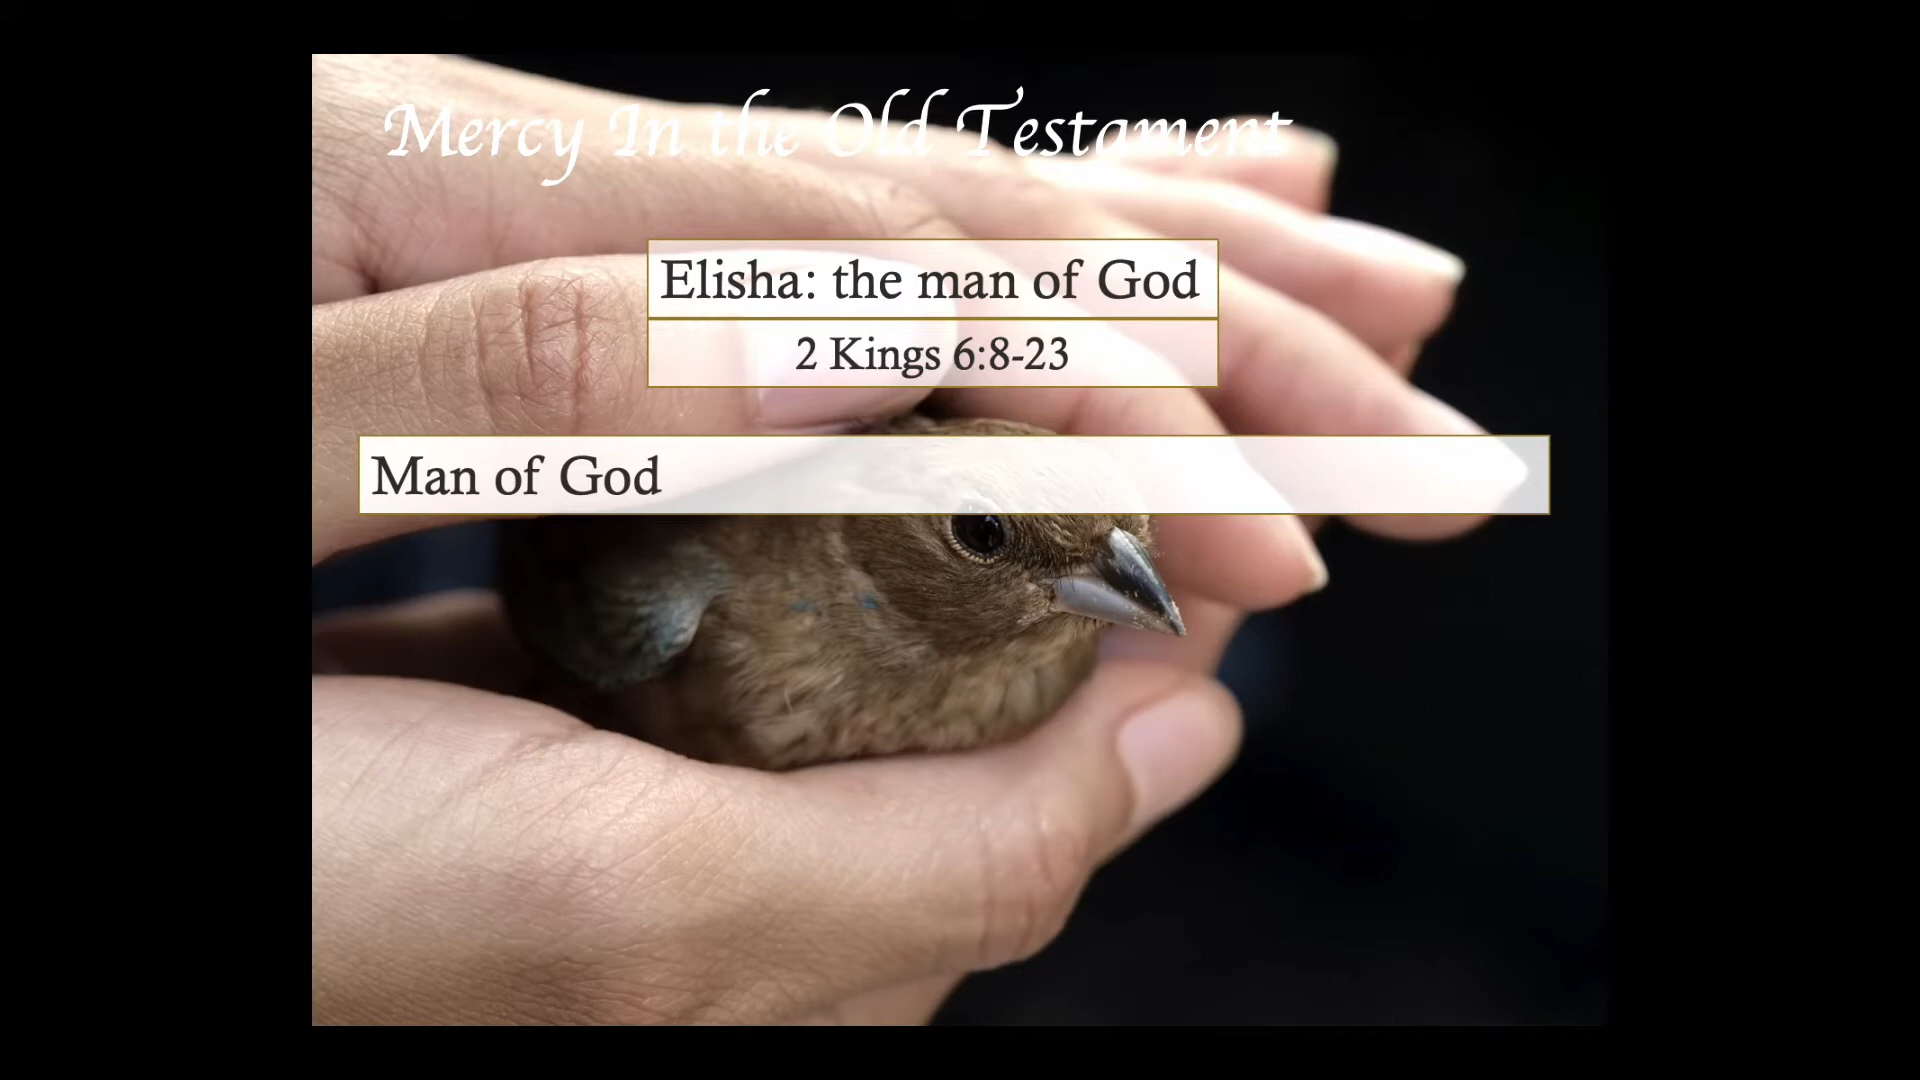 Mercy In the Old Testament
Elisha: the man of God
2 Kings 6:8-23
Man of God